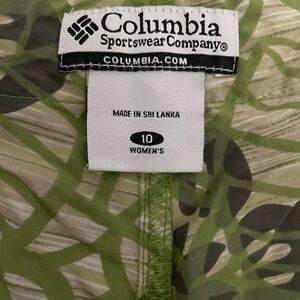 Columbia
Sportswear Company®
COLUMBIA.COM
MADE IN SRI LANKA
10
WOMEN'S